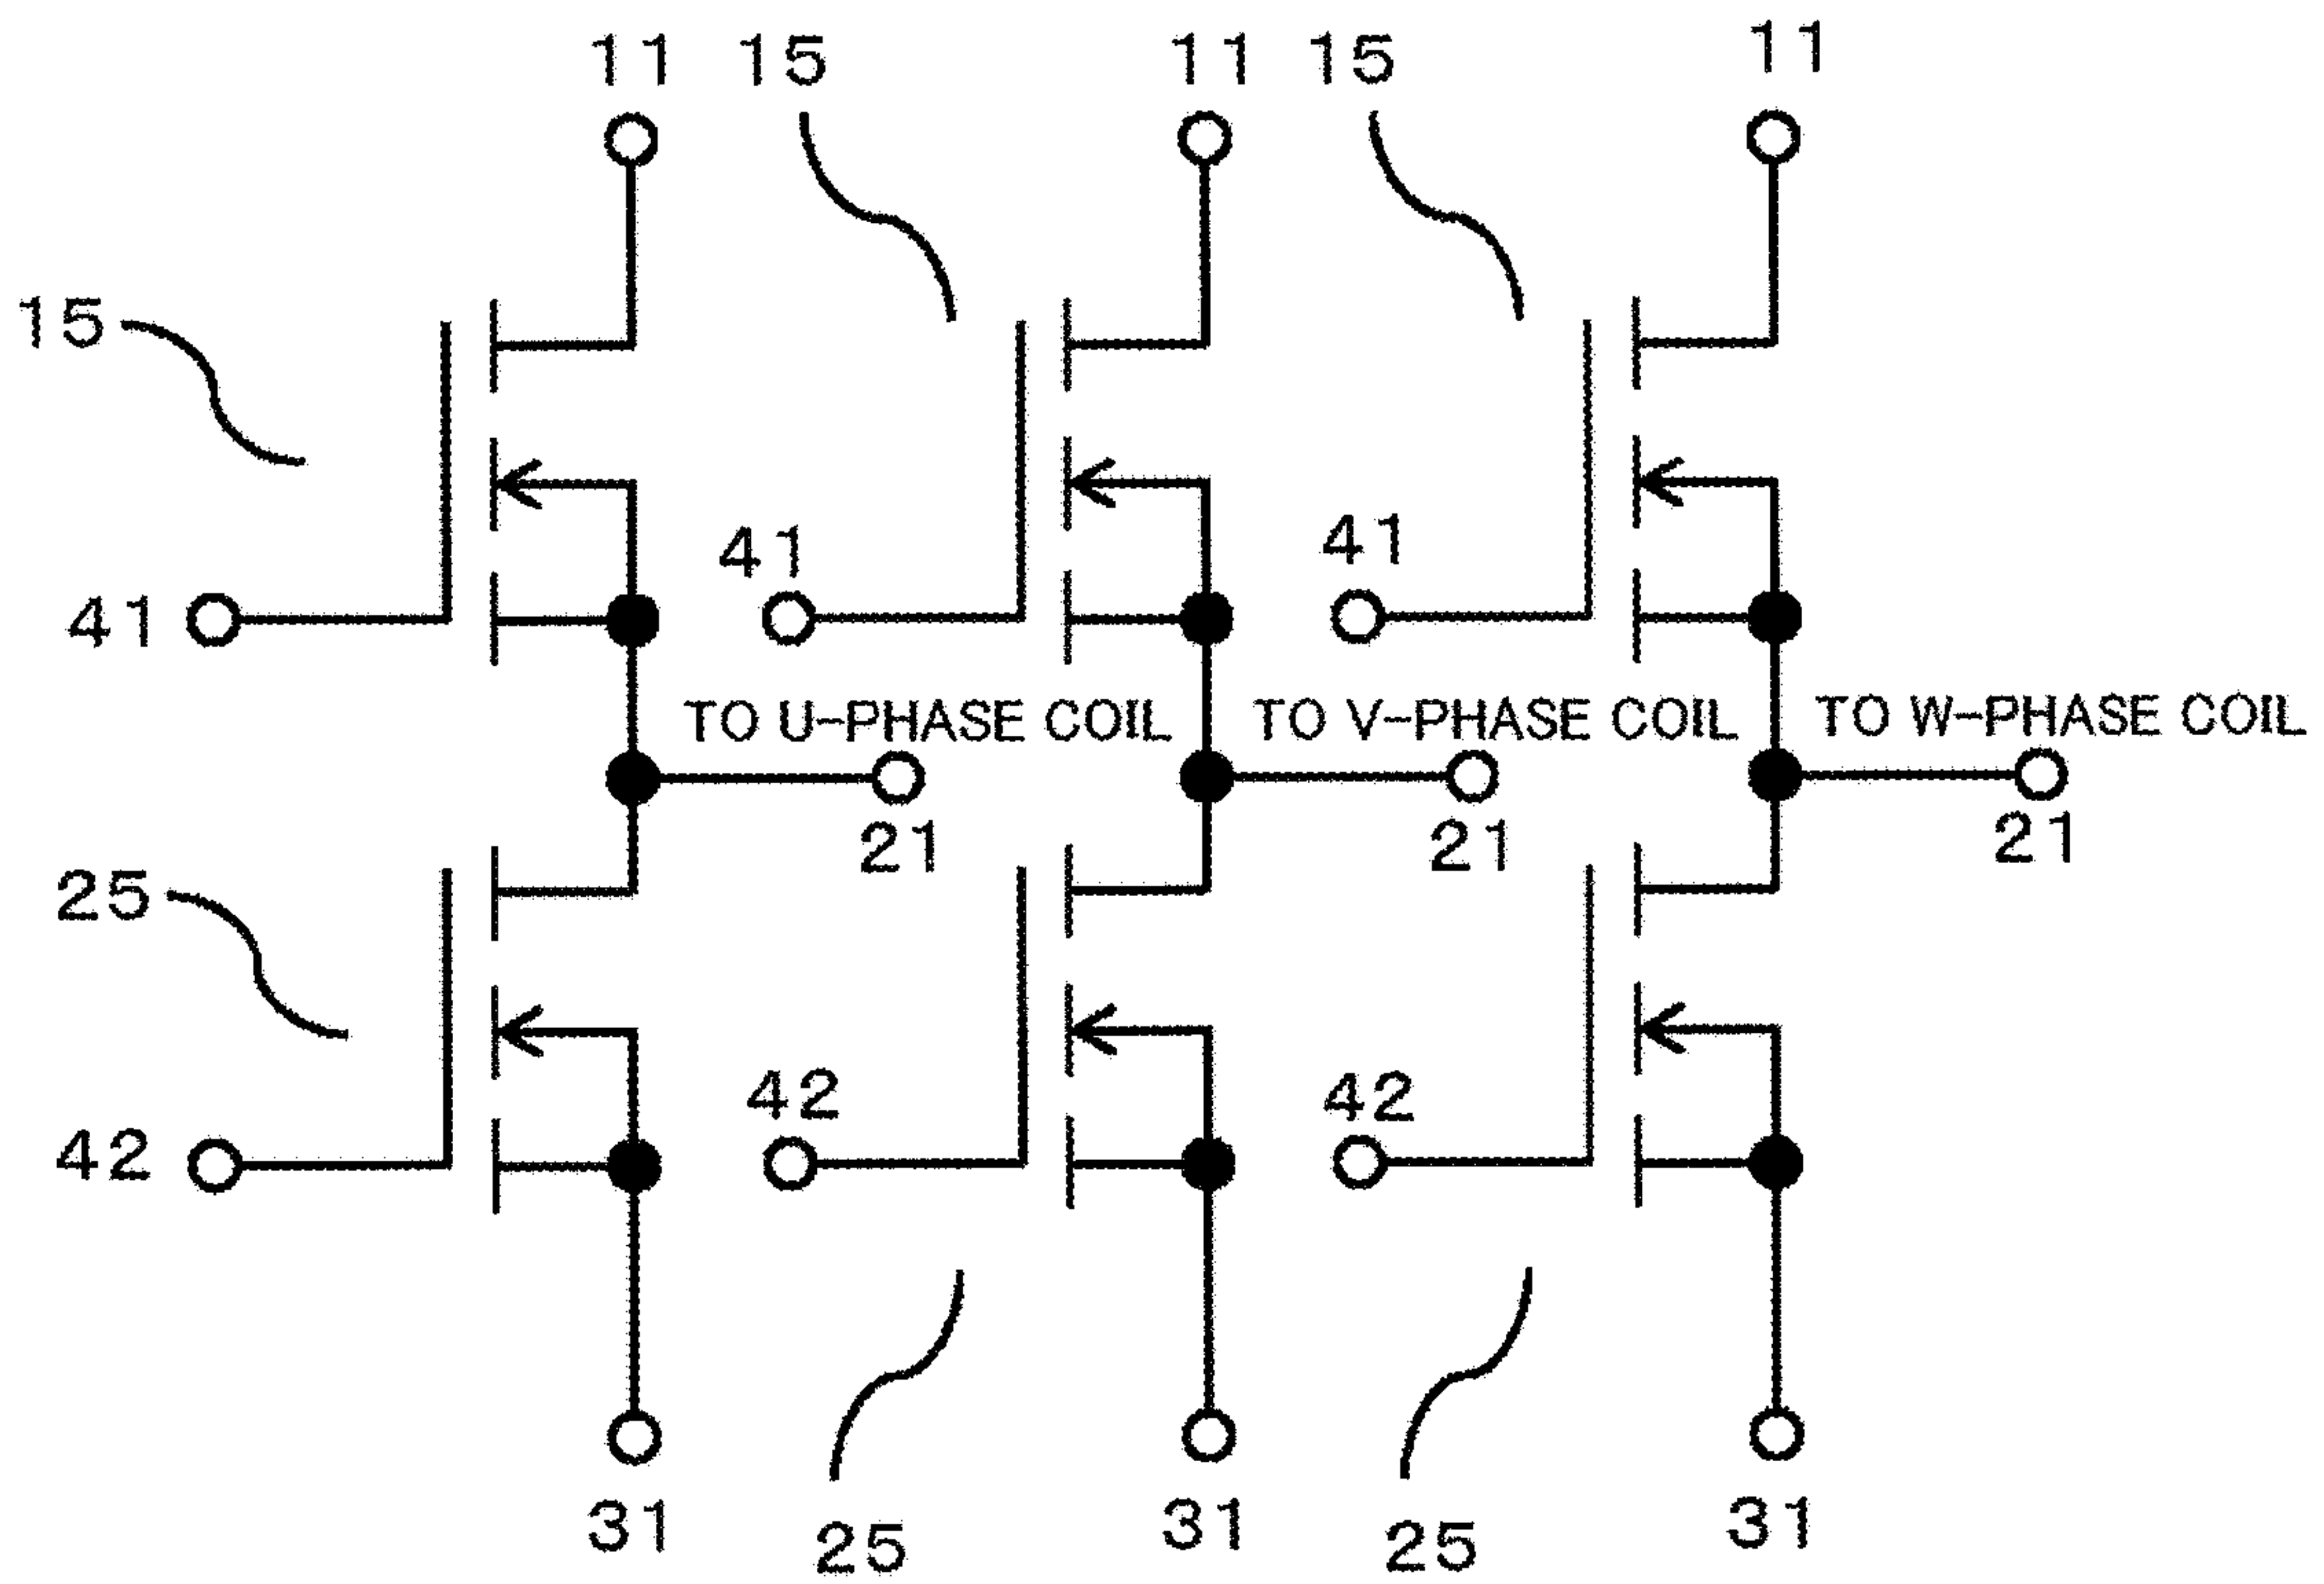 11 15 11 15 11
15
41 41 41
TO U-PHASE COIL TO V-PHASE COIL TO W-PHASE COIL
21 21 21
25
42 42 42
31 25 31 25 31